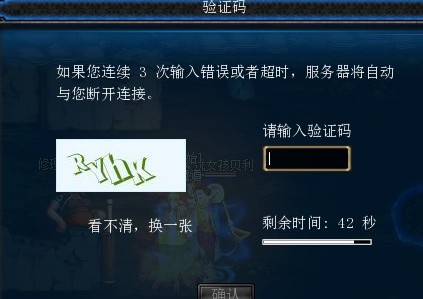 验证码
如果您连续 3 次输入错误或者超时，服务器将自动
与您断开连接。
请输入验证码
看不清，换一张
剩余时间: 42 秒
确认